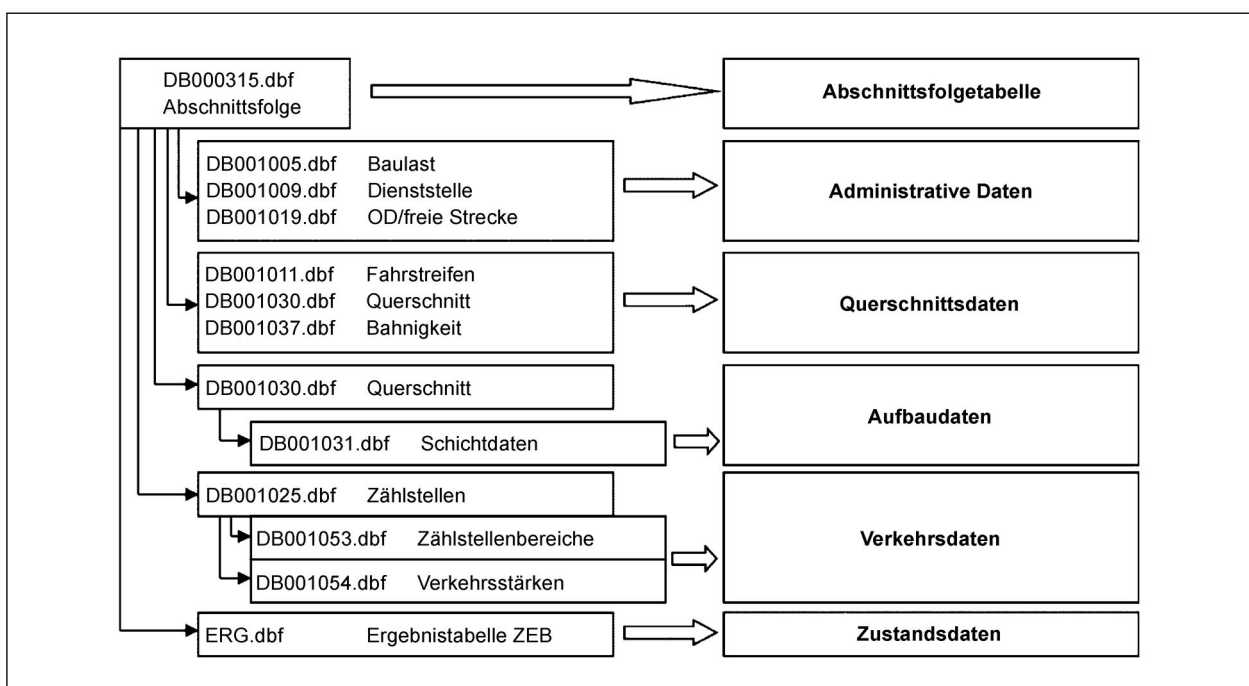 DB000315.dbf
Abschnittsfolge
Abschnittsfolgetabelle
DB001005.dbf Baulast
DB001009.dbf Dienststelle
DB001019.dbf OD/freie Strecke
Administrative Daten
DB001011.dbf Fahrstreifen
DB001030.dbf Querschnitt
DB001037.dbf Bahnigkeit
Querschnittsdaten
DB001030.dbf Querschnitt
DB001031.dbf Schichtdaten
Aufbaudaten
DB001025.dbf Zählstellen
DB001053.dbf Zählstellenbereiche
DB001054.dbf Verkehrsstärken
Verkehrsdaten
ERG.dbf Ergebnistabelle ZEB
Zustandsdaten